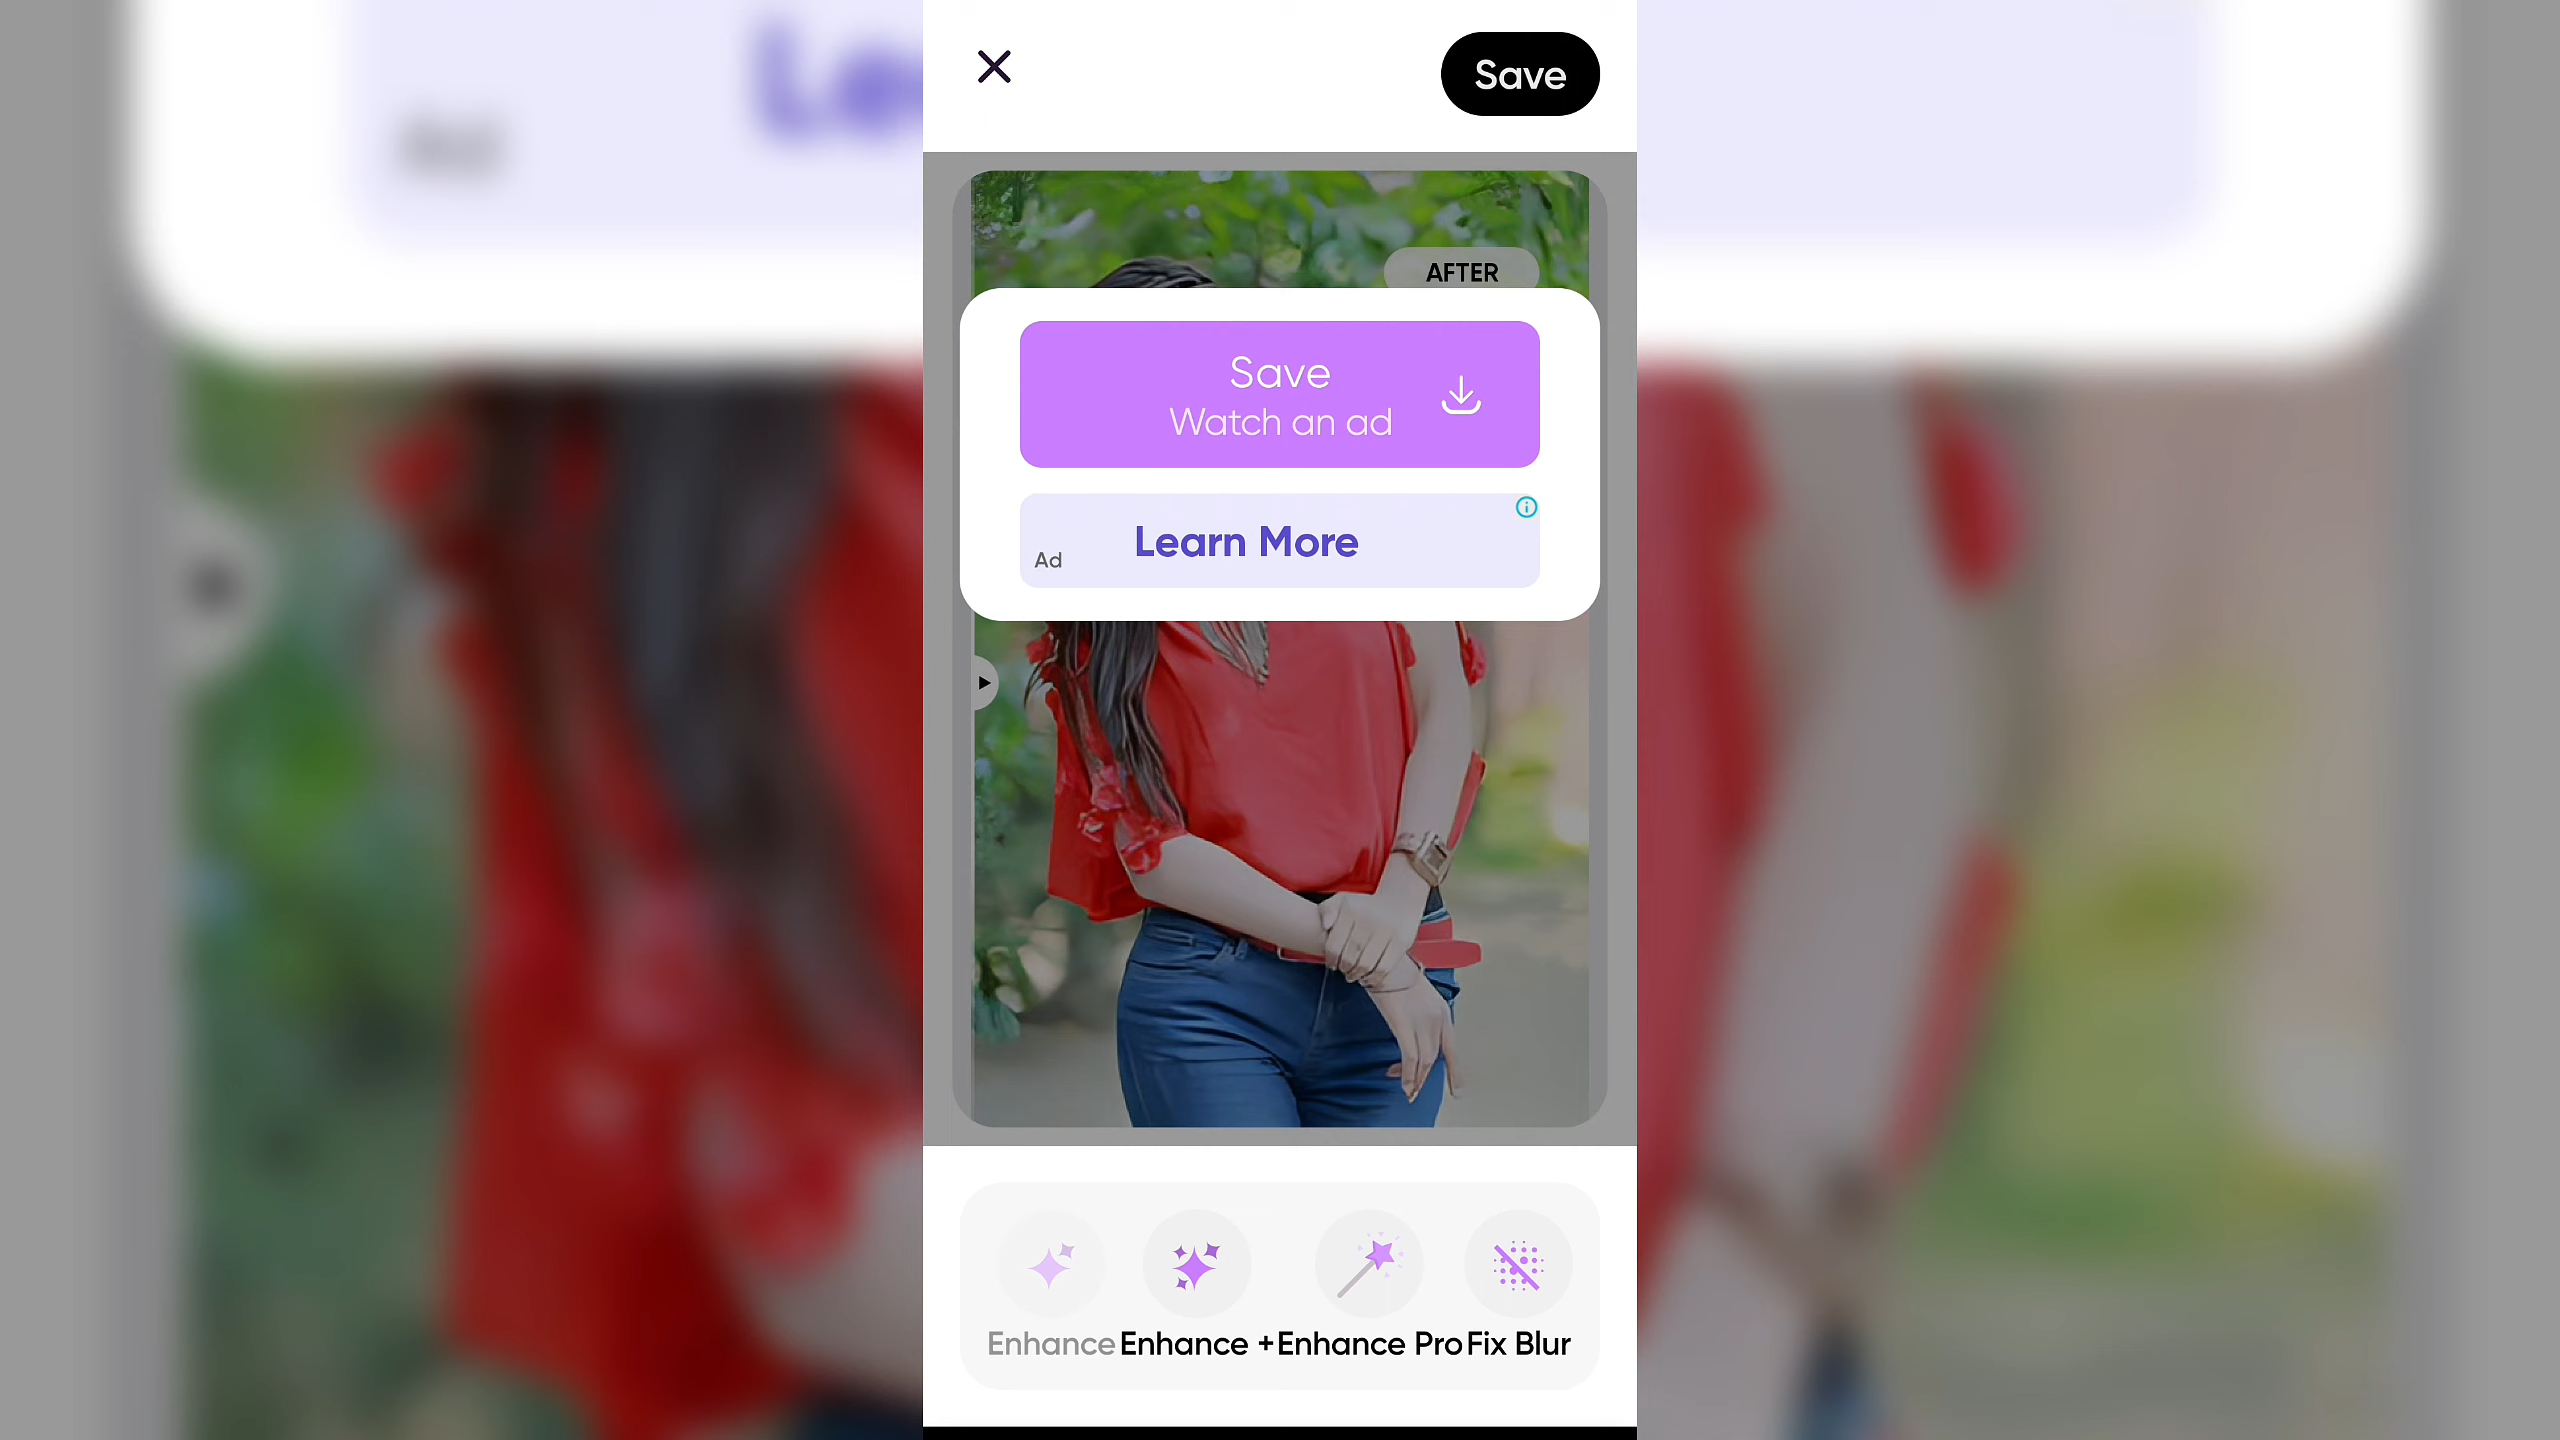 Save
AFTER
Save
Watch an ad
Learn More
Ad
Enhance
Enhance +
Enhance Pro
Fix Blur